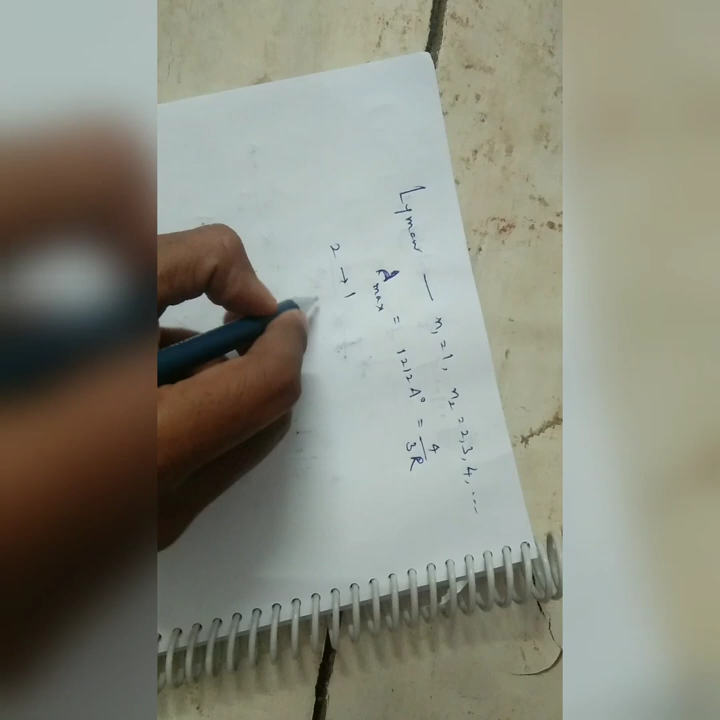 Lyman — n₁ = 1, n₂ = 2, 3, 4, ....
λmax = 1212 A° = 4/3R
2 → 1